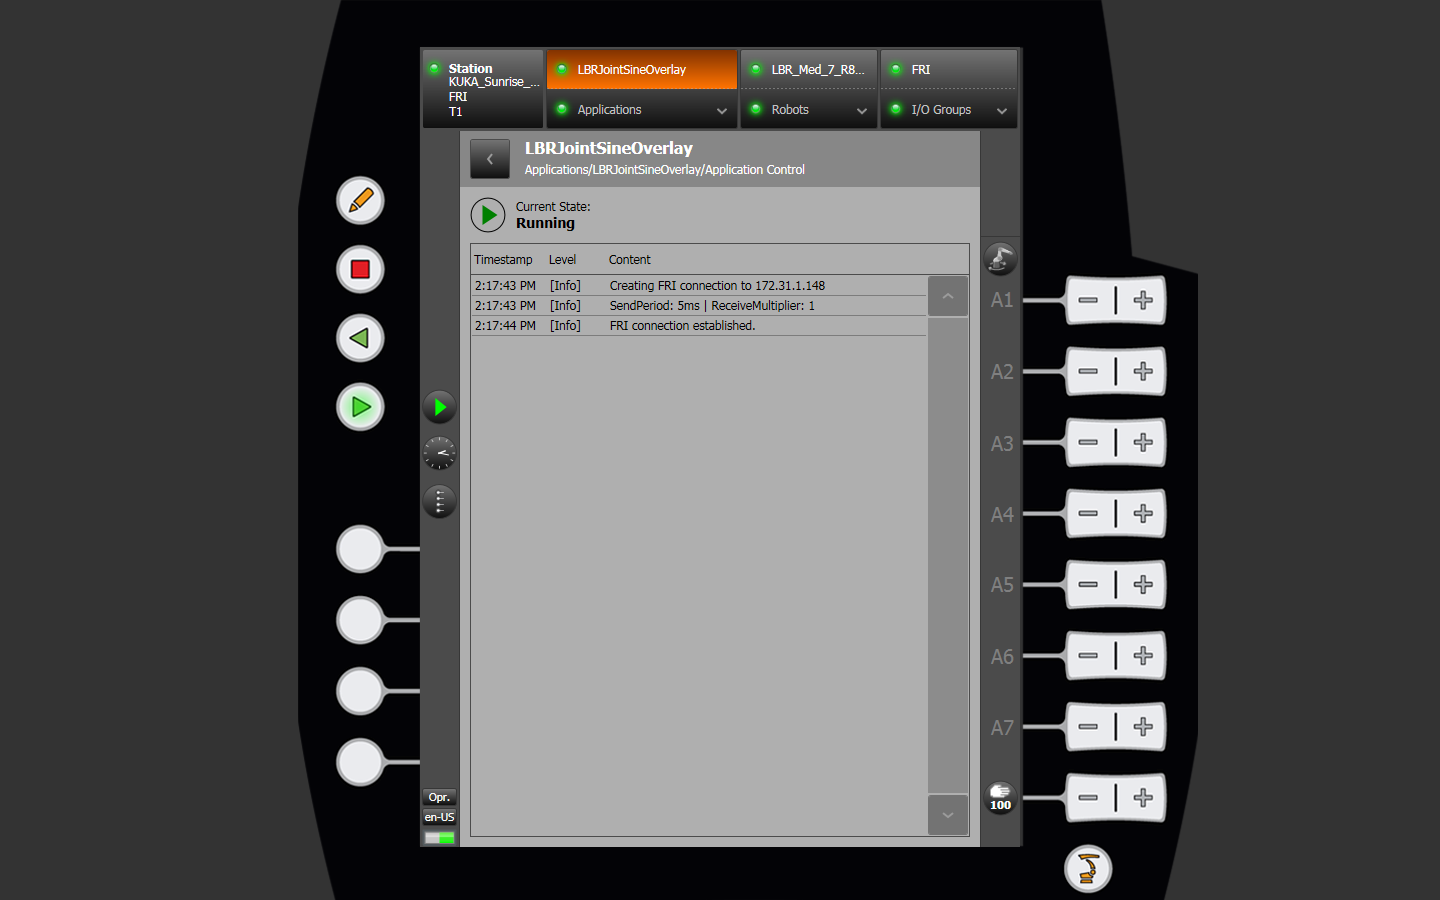 Station
KUKA_Sunrise_...
FRI
T1
LBRJointSineOverlay
Applications
LBR_Med_7_R8...
Robots
FRI
I/O Groups
LBRJointSineOverlay
Applications/LBRJointSineOverlay/Application Control
Current State:
Running
Timestamp Level Content
2:17:43 PM [Info] Creating FRI connection to 172.31.1.148
2:17:43 PM [Info] SendPeriod: 5ms | ReceiveMultiplier: 1
2:17:44 PM [Info] FRI connection established.
A1
A2
A3
A4
A5
A6
A7
100
Opr.
en-US